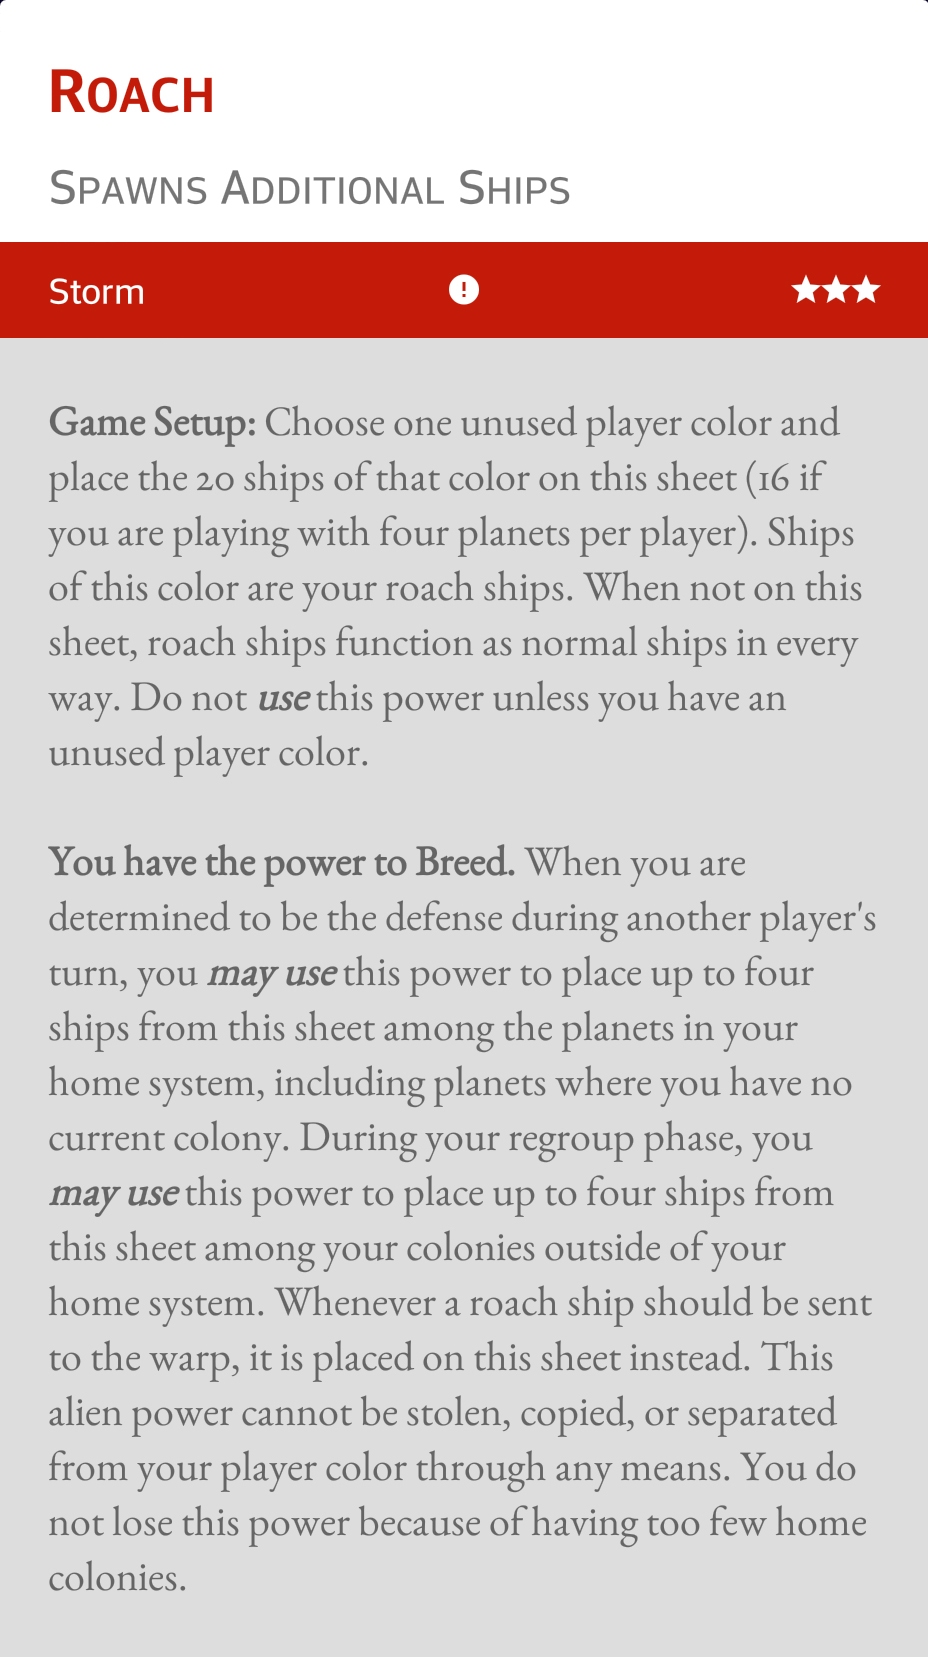 Roach
Spawns Additional Ships
Storm
Game Setup: Choose one unused player color and
place the 20 ships of that color on this sheet (16 if
you are playing with four planets per player). Ships
of this color are your roach ships. When not on this
sheet, roach ships function as normal ships in every
way. Do not use this power unless you have an
unused player color.
You have the power to Breed. When you are
determined to be the defense during another player's
turn, you may use this power to place up to four
ships from this sheet among the planets in your
home system, including planets where you have no
current colony. During your regroup phase, you
may use this power to place up to four ships from
this sheet among your colonies outside of your
home system. Whenever a roach ship should be sent
to the warp, it is placed on this sheet instead. This
alien power cannot be stolen, copied, or separated
from your player color through any means. You do
not lose this power because of having too few home
colonies.